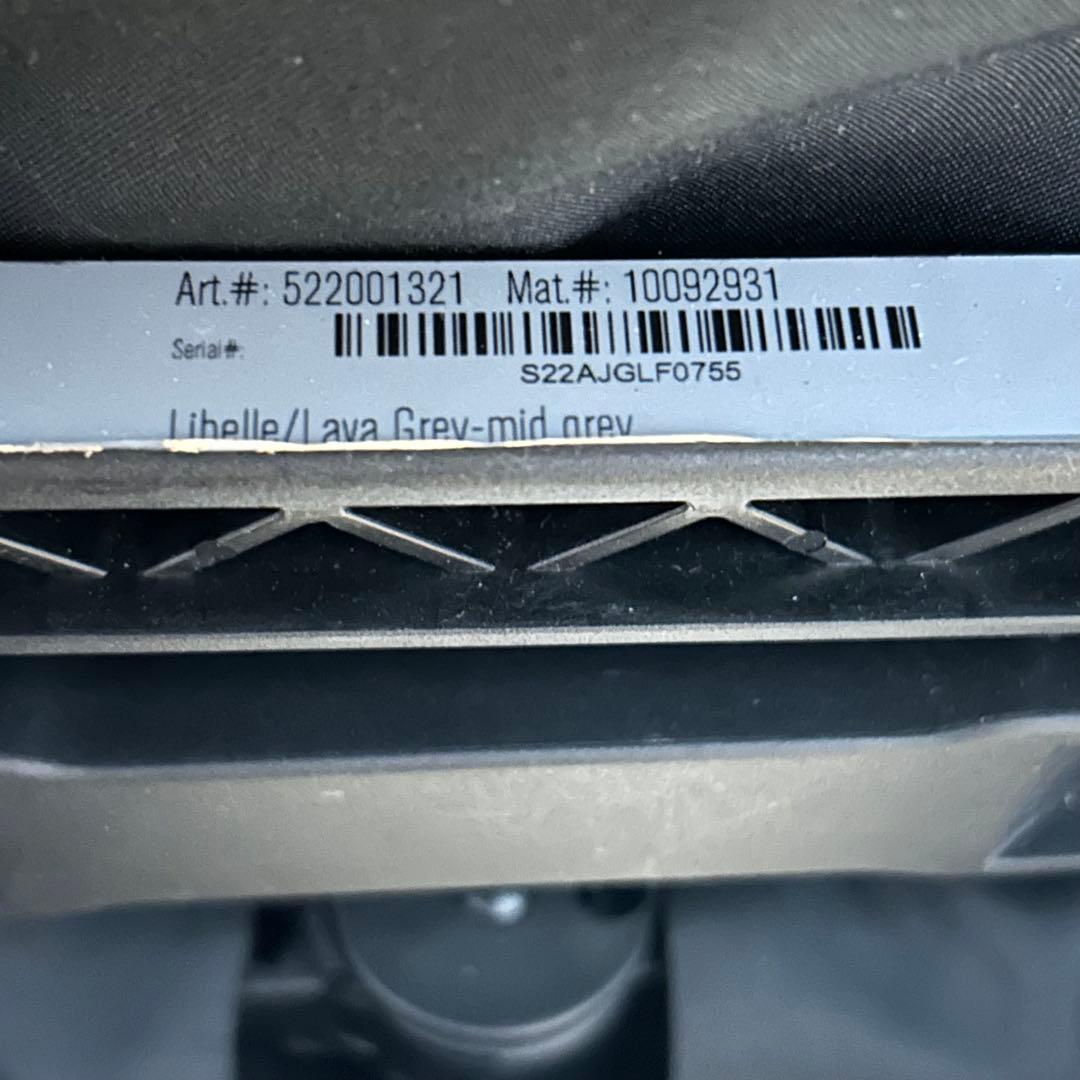 Art.#: 522001321 Mat.#: 10092931
Serial#:
S22AJGLF0755
Libelle/Lava Grey-mid grey